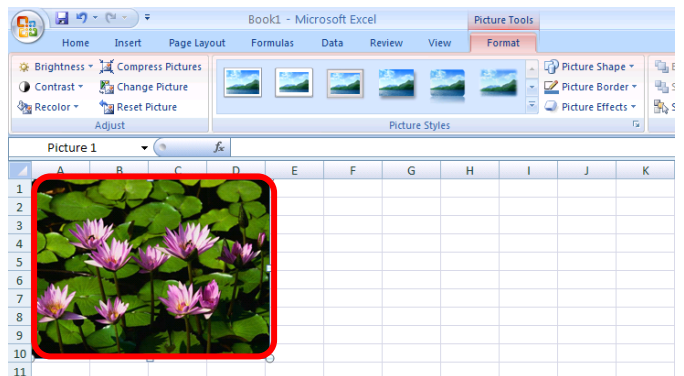 Book1 - Microsoft Excel
Picture Tools
Home Insert Page Layout Formulas Data Review View Format
Brightness Compress Pictures Picture Shape
Contrast Change Picture Picture Border
Recolor Reset Picture Picture Effects
Adjust Picture Styles
Picture 1 fx
A B C D E F G H I J K
1
2
3
4
5
6
7
8
9
10
11